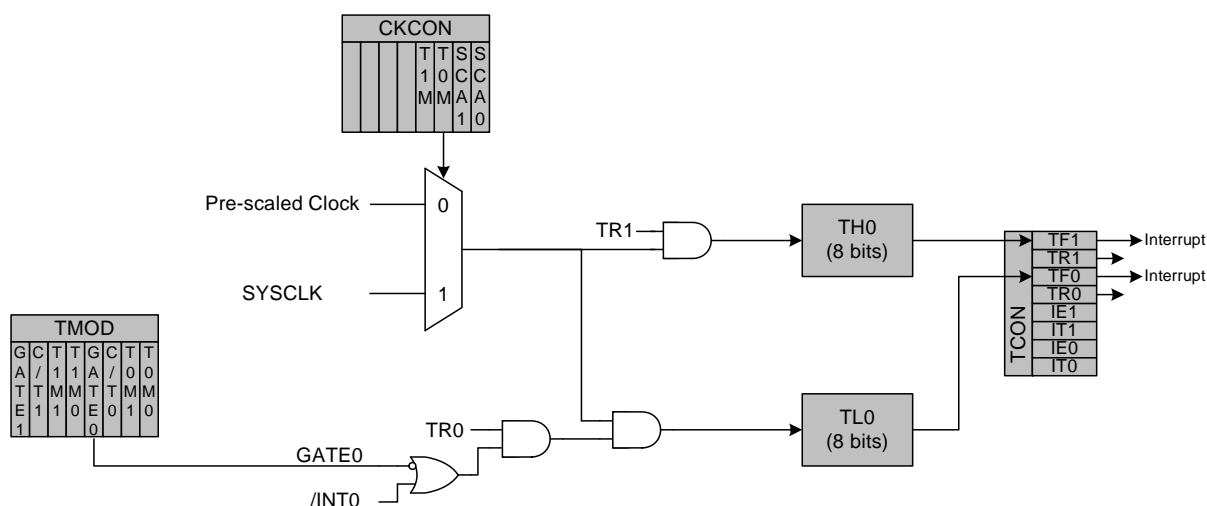 CKCON
T1M
T0M
SCA1
SCA0
Pre-scaled Clock
0
TR1
TH0
(8 bits)
TF1
Interrupt
TR1
TF0
Interrupt
TR0
IE1
IT1
IE0
IT0
TCON
SYSCLK
1
TMOD
GATE1
C/T1
T1M1
T1M0
GATE0
C/T0
T0M1
T0M0
TR0
TL0
(8 bits)
GATE0
/INT0